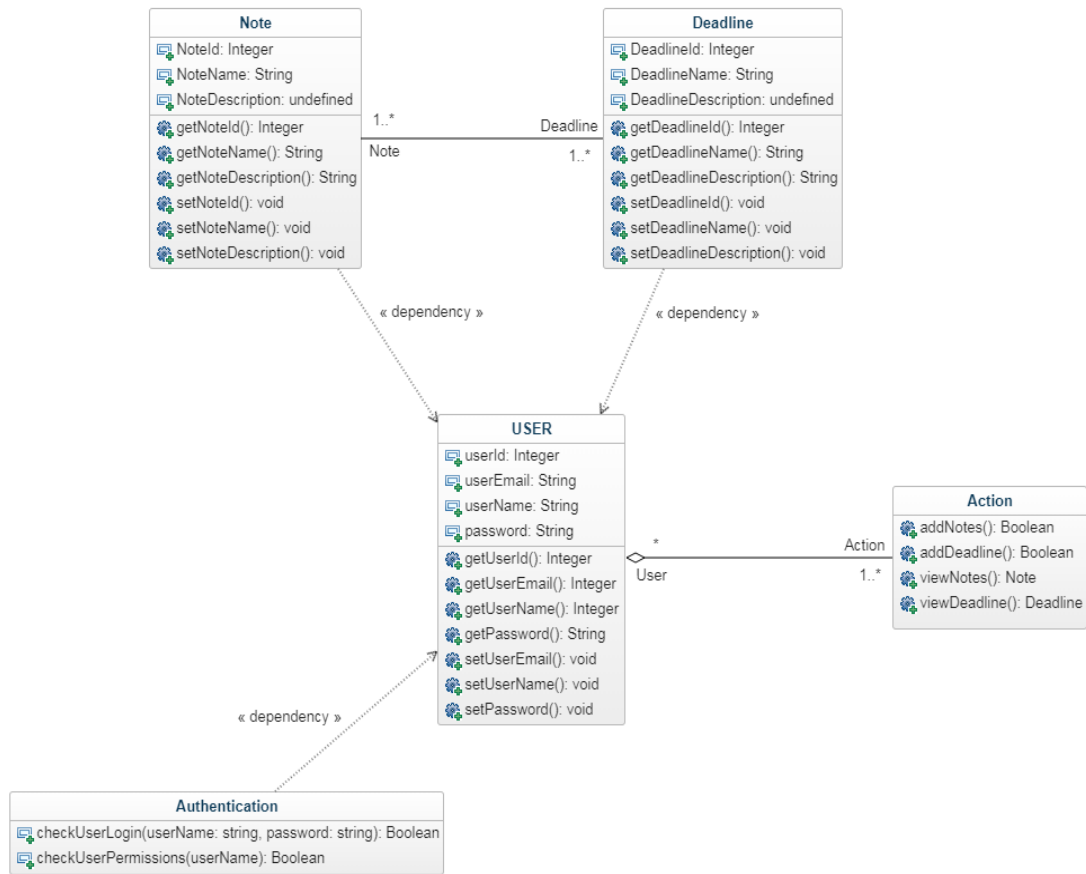 Note
NoteId: Integer
NoteName: String
NoteDescription: undefined
getNoteId(): Integer
getNoteName(): String
getNoteDescription(): String
setNoteId(): void
setNoteName(): void
setNoteDescription(): void
1..*
Note
Deadline
1..*
Deadline
DeadlineId: Integer
DeadlineName: String
DeadlineDescription: undefined
getDeadlineId(): Integer
getDeadlineName(): String
getDeadlineDescription(): String
setDeadlineId(): void
setDeadlineName(): void
setDeadlineDescription(): void
« dependency »
« dependency »
USER
userId: Integer
userEmail: String
userName: String
password: String
getUserId(): Integer
getUserEmail(): Integer
getUserName(): Integer
getPassword(): String
setUserEmail(): void
setUserName(): void
setPassword(): void
*
User
Action
1..*
Action
addNotes(): Boolean
addDeadline(): Boolean
viewNotes(): Note
viewDeadline(): Deadline
« dependency »
Authentication
checkUserLogin(userName: string, password: string): Boolean
checkUserPermissions(userName): Boolean